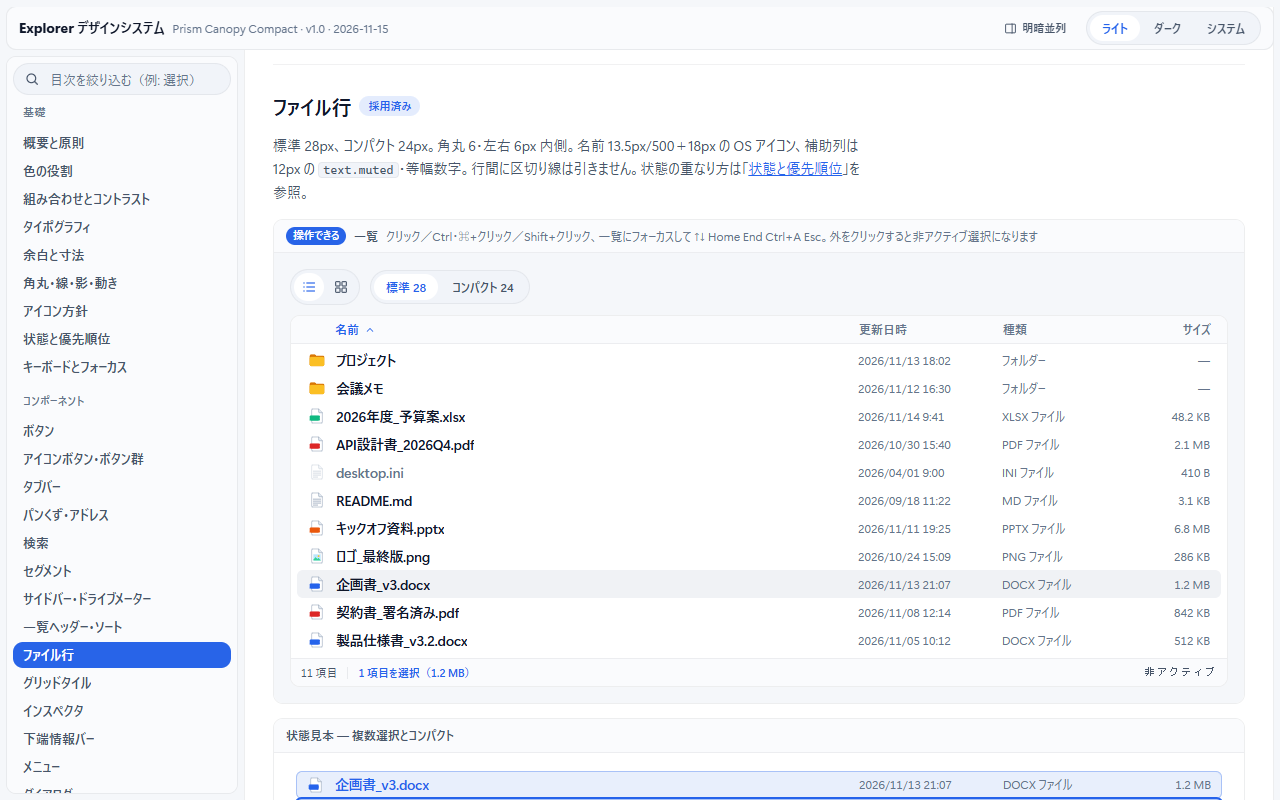 Explorer デザインシステム Prism Canopy Compact · v1.0 · 2026-11-15
明暗並列 ライト ダーク システム
目次を絞り込む（例: 選択）
基礎
概要と原則
色の役割
組み合わせとコントラスト
タイポグラフィ
余白と寸法
角丸・線・影・動き
アイコン方針
状態と優先順位
キーボードとフォーカス
コンポーネント
ボタン
アイコンボタン・ボタン群
タブバー
パンくず・アドレス
検索
セグメント
サイドバー・ドライブメーター
一覧ヘッダー・ソート
ファイル行
グリッドタイル
インスペクタ
下端情報バー
メニュー
ダイアログ
ファイル行 採用済み
標準 28px、コンパクト 24px。角丸 6・左右 6px 内側。名前 13.5px/500＋18px の OS アイコン、補助列は
12px の text.muted・等幅数字。行間に区切り線は引きません。状態の重なり方は「状態と優先順位」を
参照。
操作できる 一覧 クリック／Ctrl・⌘+クリック／Shift+クリック、一覧にフォーカスして ↑↓ Home End Ctrl+A Esc。外をクリックすると非アクティブ選択になります
標準 28 コンパクト 24
名前 更新日時 種類 サイズ
プロジェクト 2026/11/13 18:02 フォルダー —
会議メモ 2026/11/12 16:30 フォルダー —
2026年度_予算案.xlsx 2026/11/14 9:41 XLSX ファイル 48.2 KB
API設計書_2026Q4.pdf 2026/10/30 15:40 PDF ファイル 2.1 MB
desktop.ini 2026/04/01 9:00 INI ファイル 410 B
README.md 2026/09/18 11:22 MD ファイル 3.1 KB
キックオフ資料.pptx 2026/11/11 19:25 PPTX ファイル 6.8 MB
ロゴ_最終版.png 2026/10/24 15:09 PNG ファイル 286 KB
企画書_v3.docx 2026/11/13 21:07 DOCX ファイル 1.2 MB
契約書_署名済み.pdf 2026/11/08 12:14 PDF ファイル 842 KB
製品仕様書_v3.2.docx 2026/11/05 10:12 DOCX ファイル 512 KB
11 項目 1 項目を選択（1.2 MB） 非アクティブ
状態見本 — 複数選択とコンパクト
企画書_v3.docx 2026/11/13 21:07 DOCX ファイル 1.2 MB